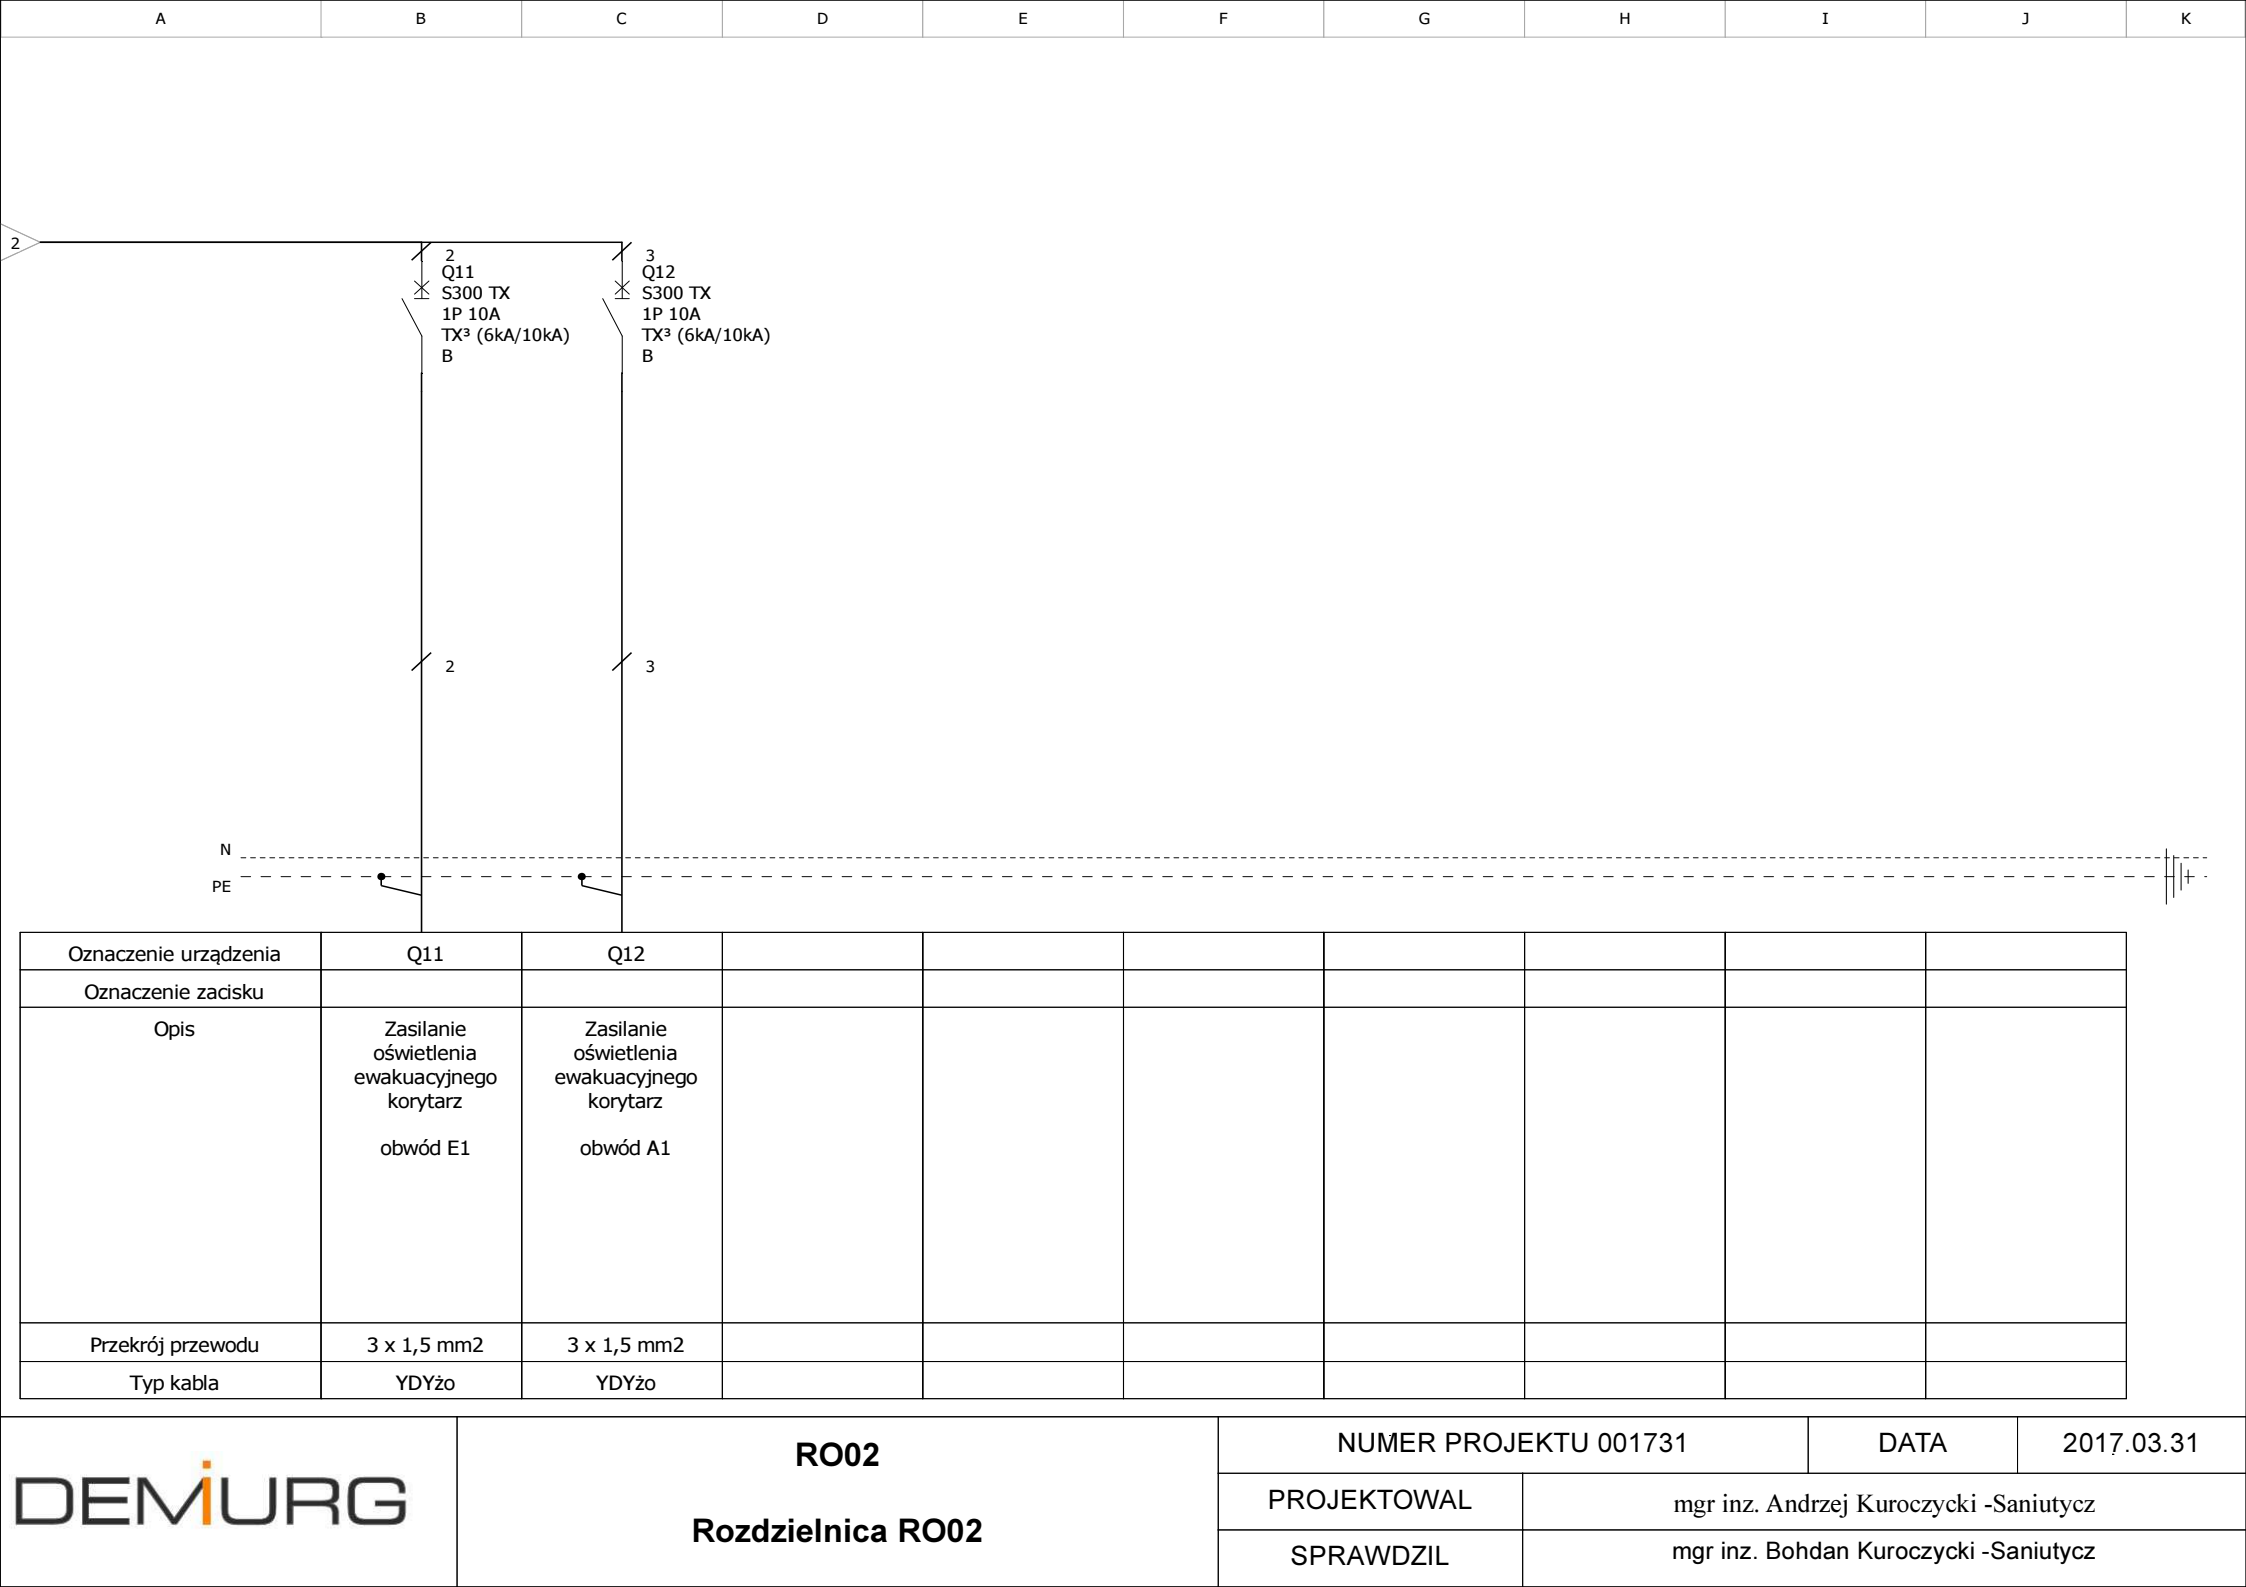 A B C D E F G H I J K
2
2
Q11
S300 TX
1P 10A
TX³ (6kA/10kA)
B
3
Q12
S300 TX
1P 10A
TX³ (6kA/10kA)
B
2
3
N
PE
Oznaczenie urządzenia Q11 Q12
Oznaczenie zacisku
Opis
Zasilanie
oświetlenia
ewakuacyjnego
korytarz
obwód E1
Zasilanie
oświetlenia
ewakuacyjnego
korytarz
obwód A1
Przekrój przewodu 3 x 1,5 mm2 3 x 1,5 mm2
Typ kabla YDYżo YDYżo
DEMIURG
RO02
Rozdzielnica RO02
NUMER PROJEKTU 001731 DATA 2017.03.31
PROJEKTOWAL mgr inz. Andrzej Kuroczycki -Saniutycz
SPRAWDZIL mgr inz. Bohdan Kuroczycki -Saniutycz